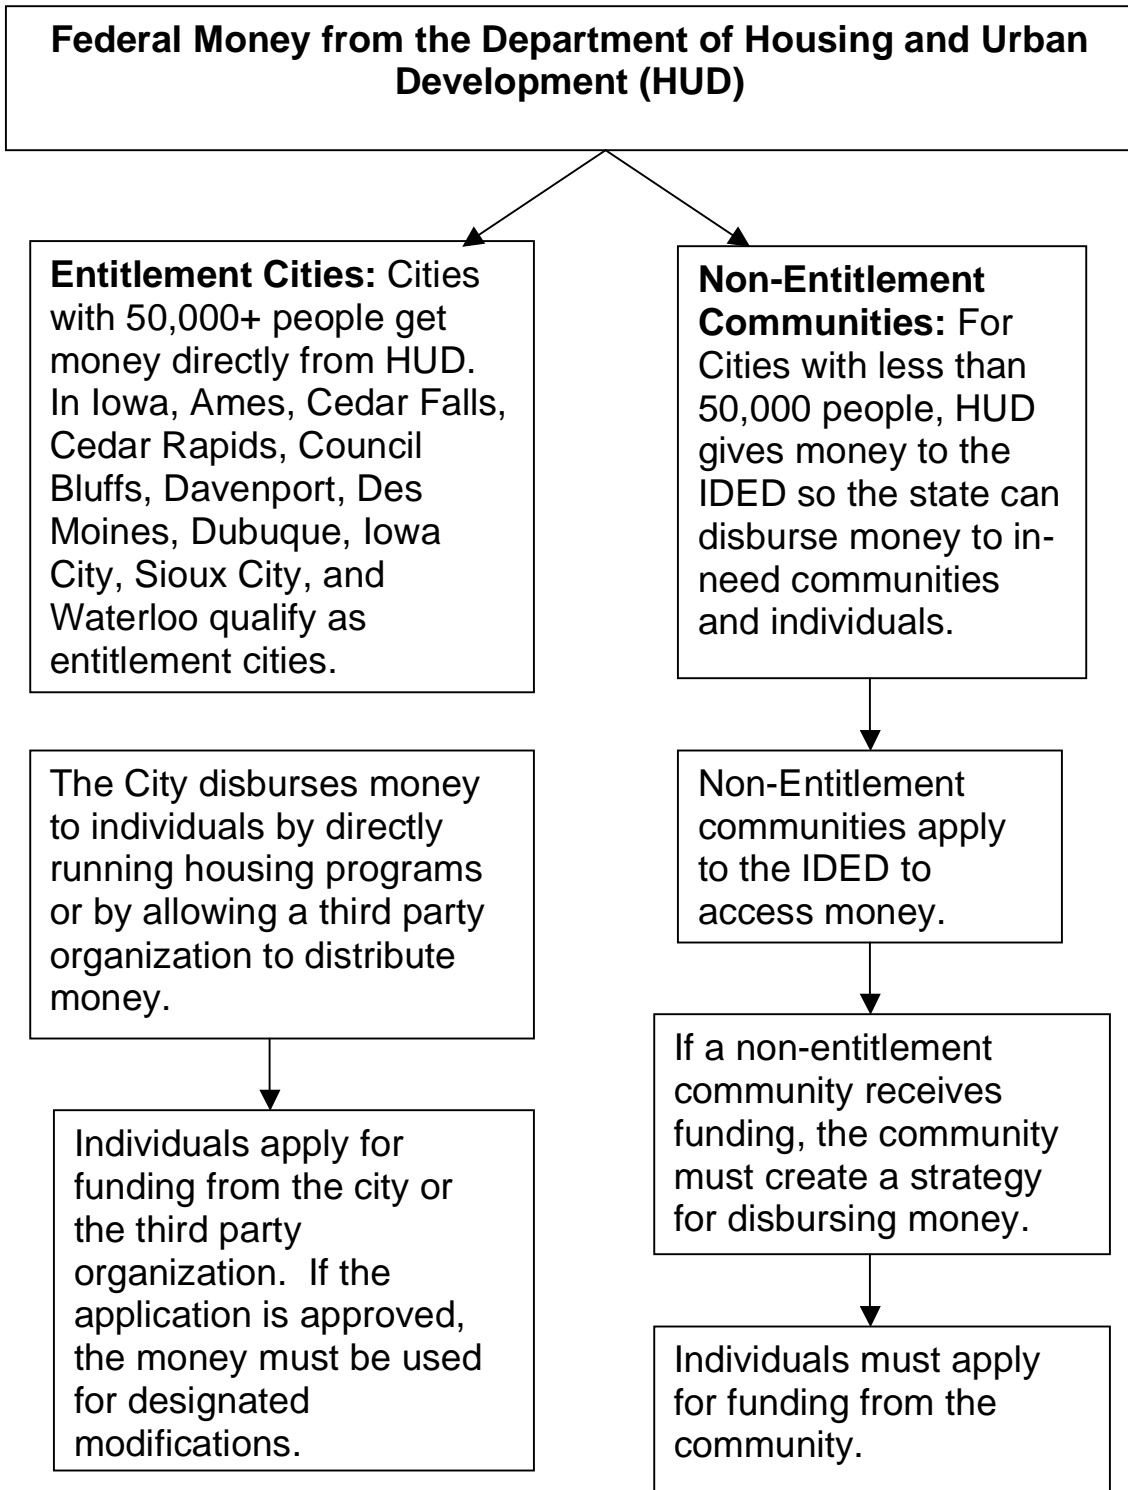 Federal Money from the Department of Housing and Urban
Development (HUD)
Entitlement Cities: Cities
with 50,000+ people get
money directly from HUD.
In Iowa, Ames, Cedar Falls,
Cedar Rapids, Council
Bluffs, Davenport, Des
Moines, Dubuque, Iowa
City, Sioux City, and
Waterloo qualify as
entitlement cities.
The City disburses money
to individuals by directly
running housing programs
or by allowing a third party
organization to distribute
money.
Individuals apply for
funding from the city or
the third party
organization.  If the
application is approved,
the money must be used
for designated
modifications.
Non-Entitlement
Communities: For
Cities with less than
50,000 people, HUD
gives money to the
IDED so the state can
disburse money to in-
need communities
and individuals.
Non-Entitlement
communities apply
to the IDED to
access money.
If a non-entitlement
community receives
funding, the community
must create a strategy
for disbursing money.
Individuals must apply
for funding from the
community.